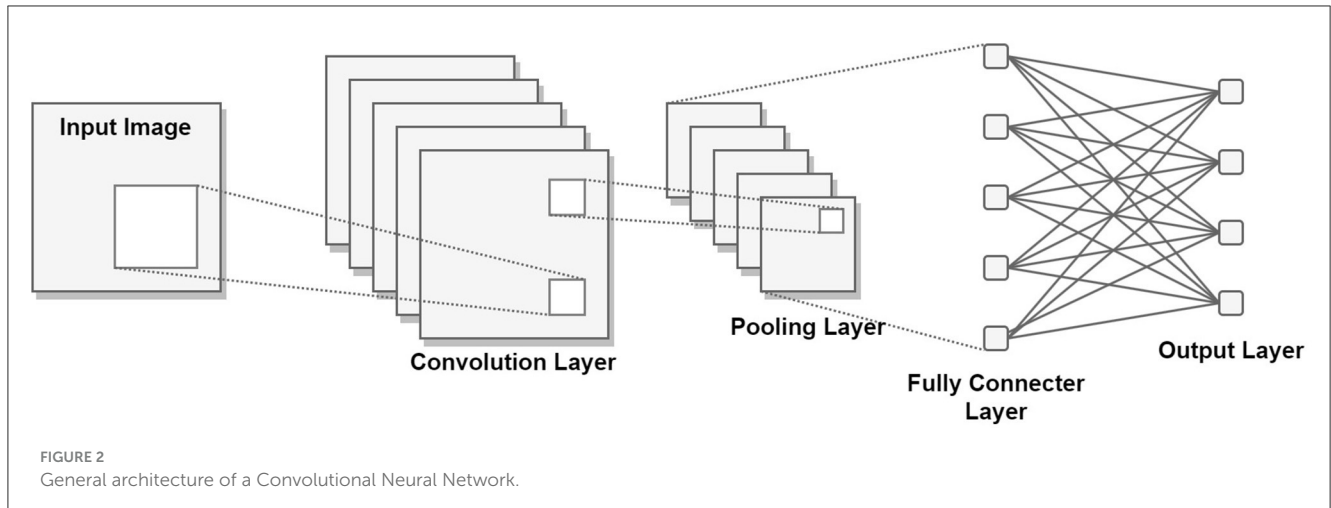 Input Image
Convolution Layer
Pooling Layer
Fully Connecter
Layer
Output Layer
FIGURE 2
General architecture of a Convolutional Neural Network.